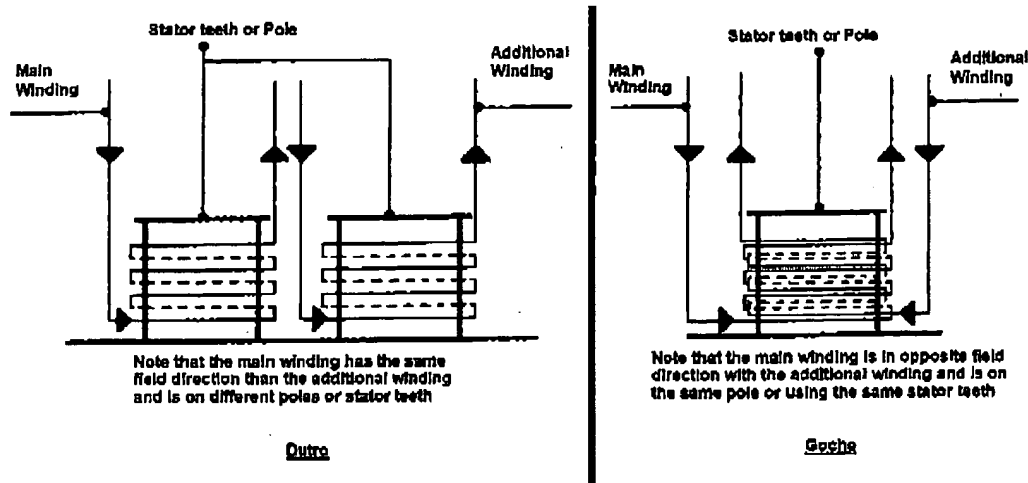 Stator teeth or Pole
Main
Winding
Additional
Winding
Note that the main winding has the same
field direction than the additional winding
and is on different poles or stator teeth
Dutro
Stator teeth or Pole
Main
Winding
Additional
Winding
Note that the main winding is in opposite field
direction with the additional winding and is on
the same pole or using the same stator teeth
Goche